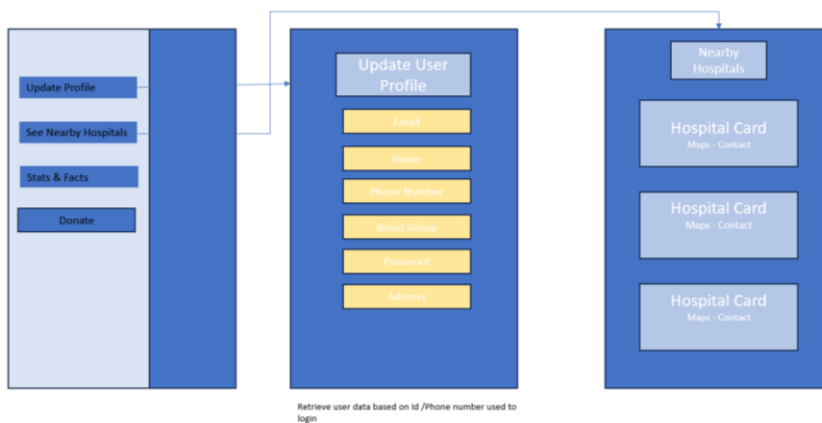 Update Profile
See Nearby Hospitals
Stats & Facts
Donate
Update User
Profile
Email
Name
Phone Number
Blood Group
Password
Address
Retrieve user data based on Id /Phone number used to
login
Nearby
Hospitals
Hospital Card
Maps - Contact
Hospital Card
Maps - Contact
Hospital Card
Maps - Contact